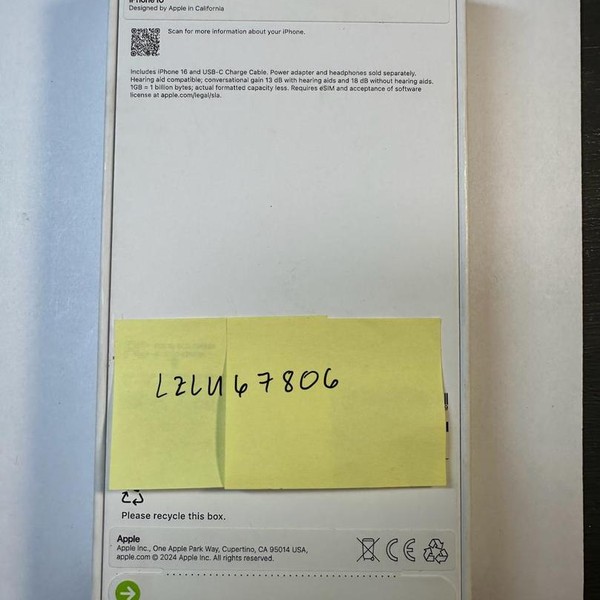 iPhone 16
Designed by Apple in California
Scan for more information about your iPhone.
Includes iPhone 16 and USB-C Charge Cable. Power adapter and headphones sold separately.
Hearing aid compatible; conversational gain 13 dB with hearing aids and 18 dB without hearing aids.
1GB = 1 billion bytes; actual formatted capacity less. Requires eSIM and acceptance of software
license at apple.com/legal/sla.
LZLU67806
Please recycle this box.
Apple
Apple Inc., One Apple Park Way, Cupertino, CA 95014 USA,
apple.com © 2024 Apple Inc. All rights reserved.
CE